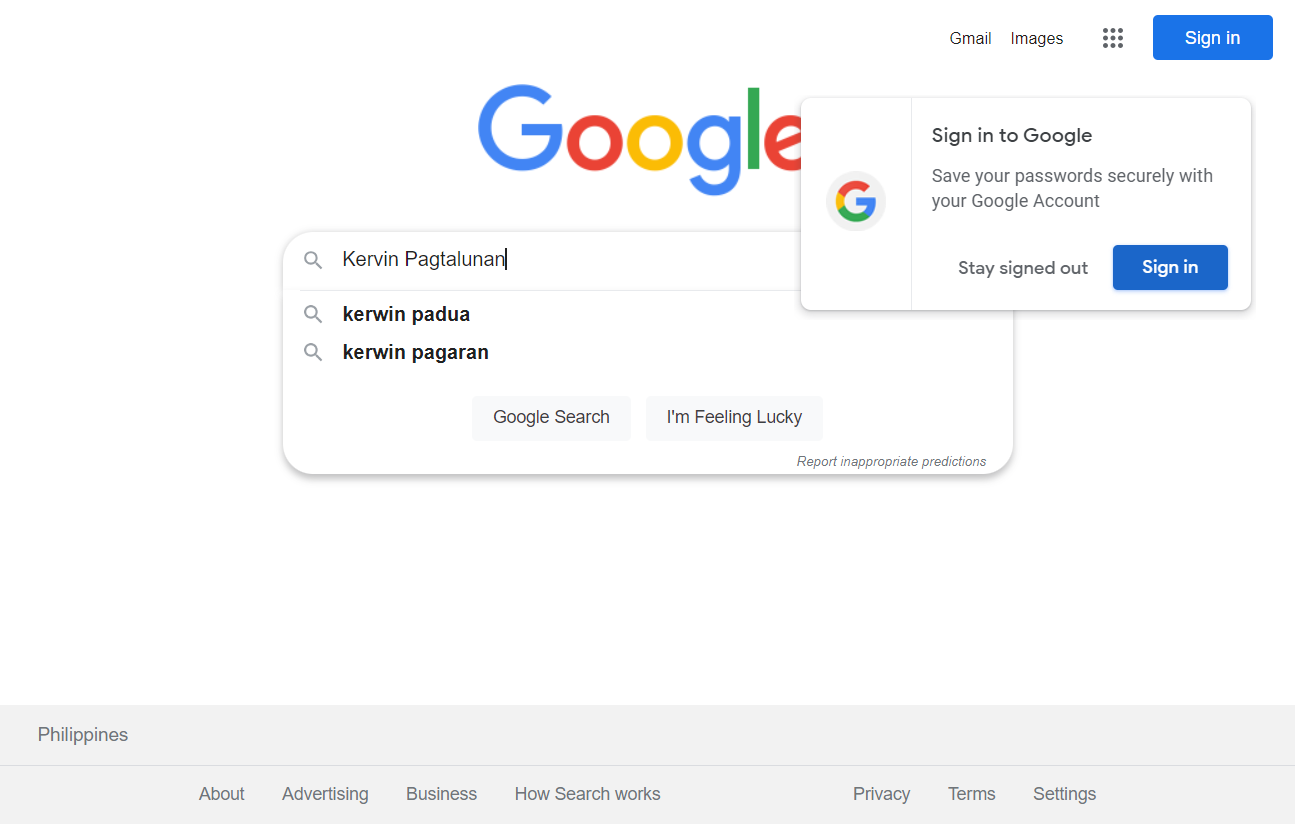 Gmail Images Sign in
Google
Sign in to Google
Save your passwords securely with
your Google Account
Stay signed out Sign in
Kervin Pagtalunan
kerwin padua
kerwin pagaran
Google Search I'm Feeling Lucky
Report inappropriate predictions
Philippines
About Advertising Business How Search works Privacy Terms Settings